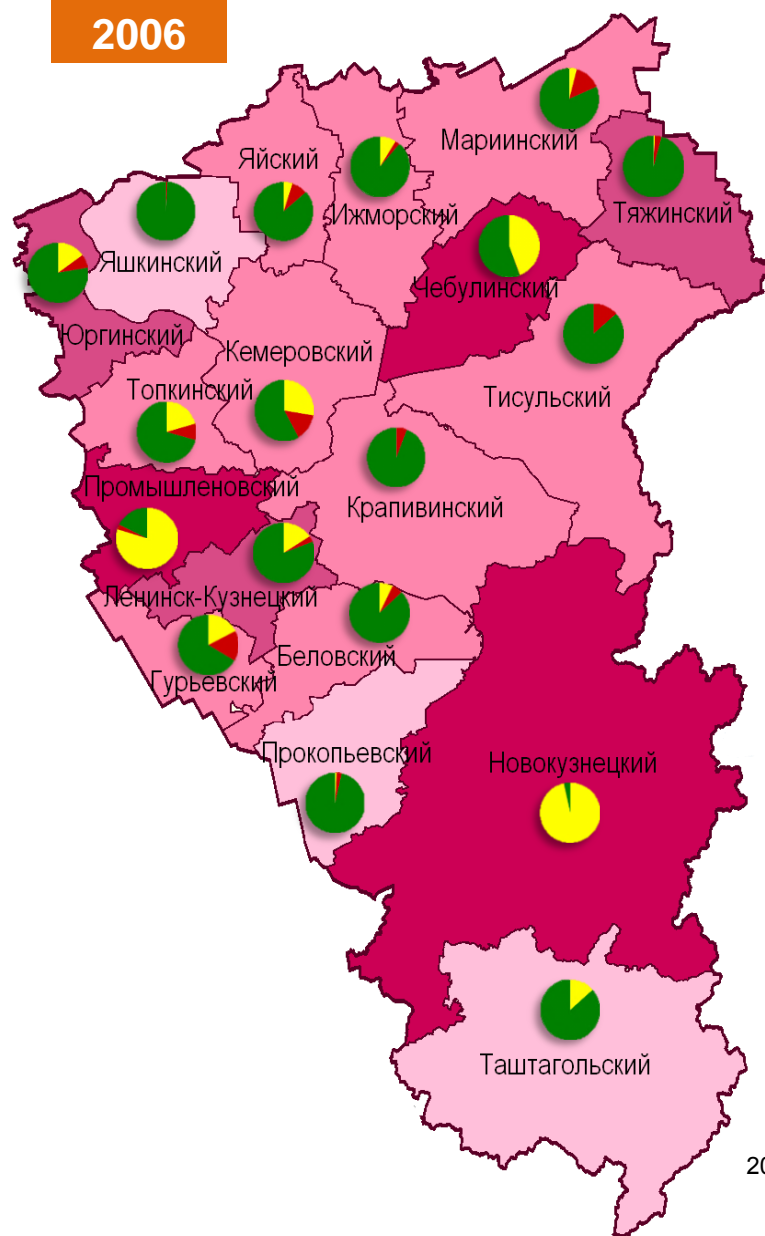 2006
Мариинский
Яйский
Ижморский
Тяжинский
Яшкинский
Чебулинский
Юргинский
Кемеровский
Топкинский
Тисульский
Промышленовский
Крапивинский
Ленинск-Кузнецкий
Беловский
Гурьевский
Прокопьевский
Новокузнецкий
Таштагольский
20